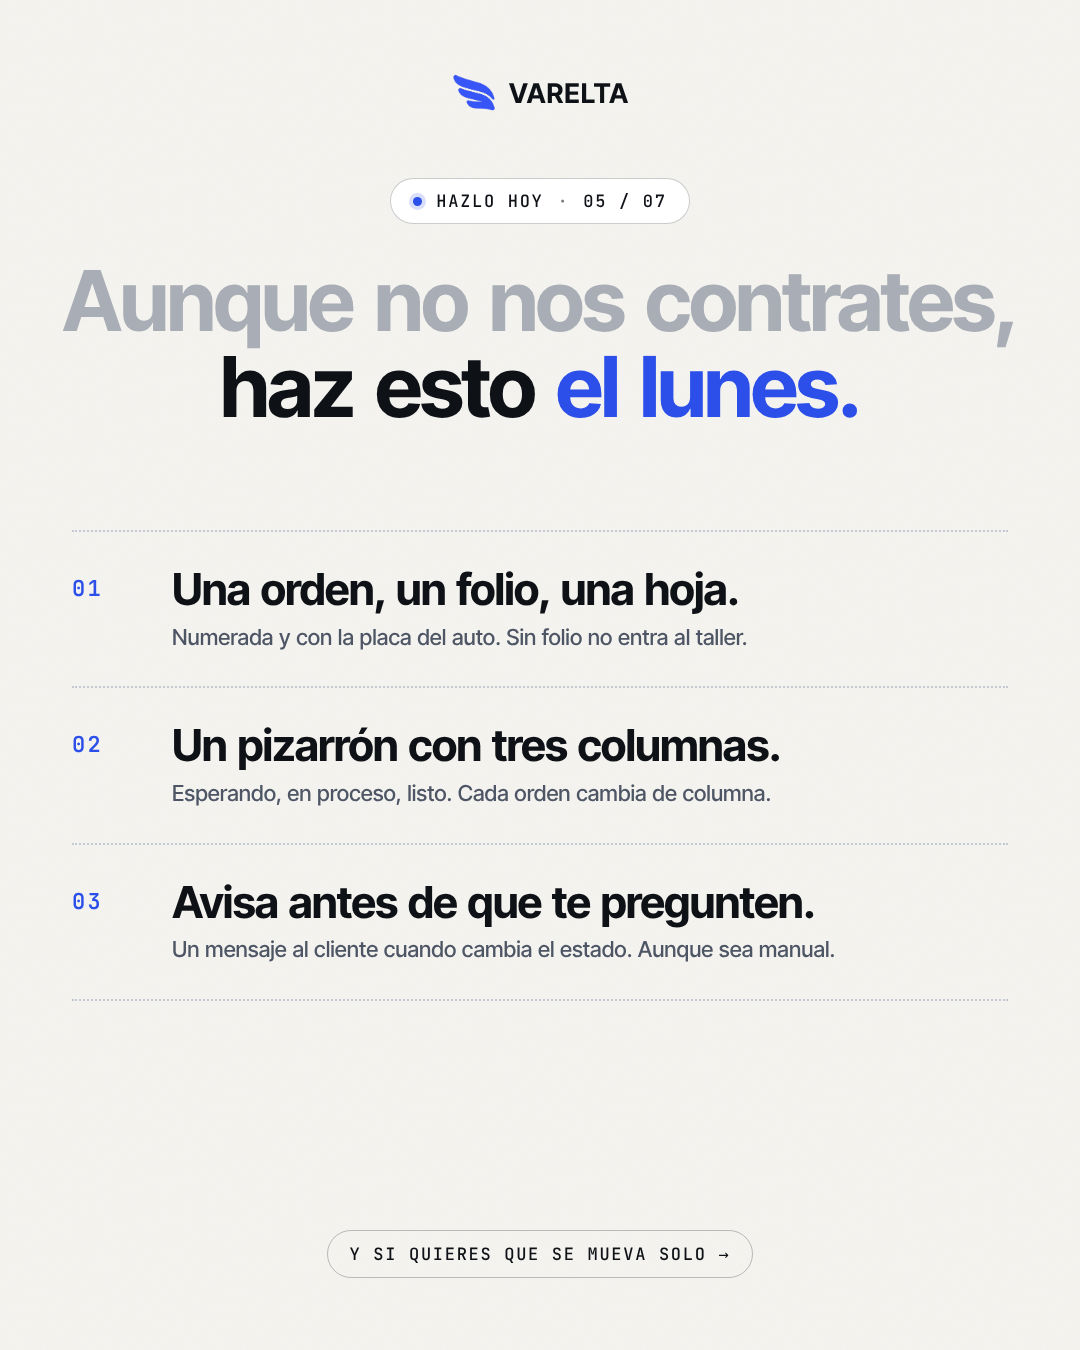 VARELTA
HAZLO HOY · 05 / 07
Aunque no nos contrates,
haz esto el lunes.
01
Una orden, un folio, una hoja.
Numerada y con la placa del auto. Sin folio no entra al taller.
02
Un pizarrón con tres columnas.
Esperando, en proceso, listo. Cada orden cambia de columna.
03
Avisa antes de que te pregunten.
Un mensaje al cliente cuando cambia el estado. Aunque sea manual.
Y SI QUIERES QUE SE MUEVA SOLO →